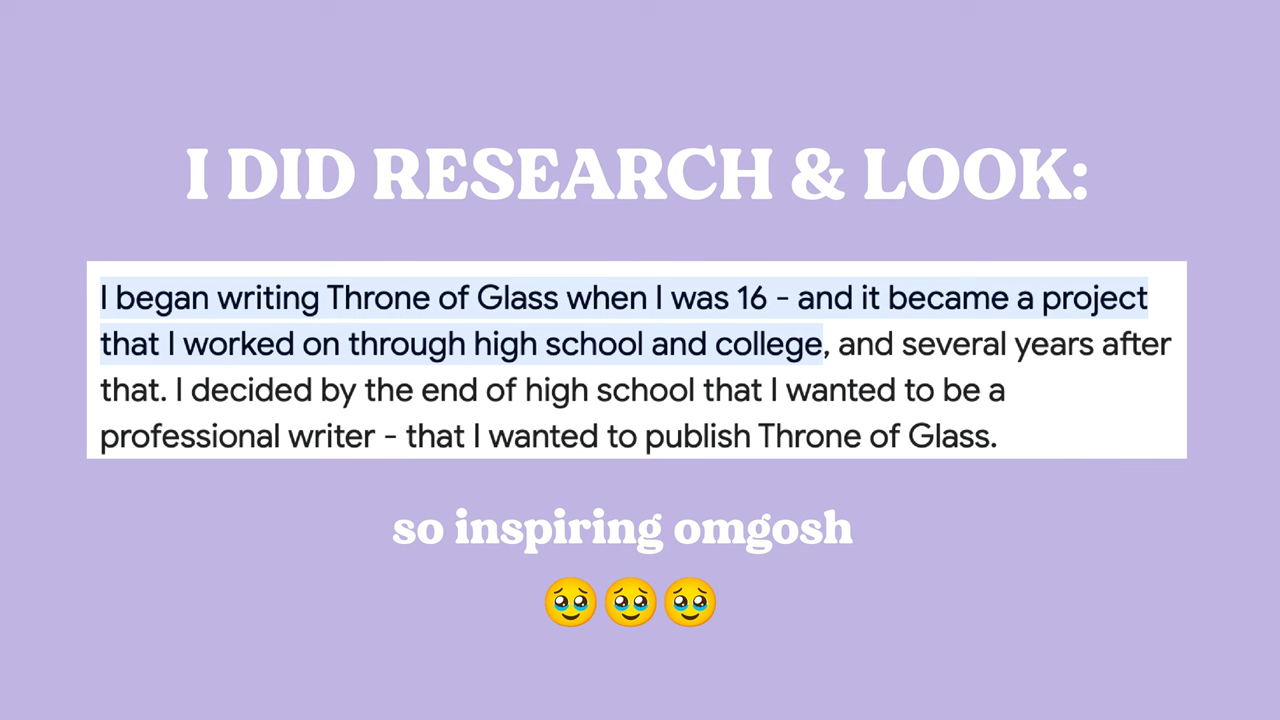 I DID RESEARCH & LOOK:
I began writing Throne of Glass when I was 16 - and it became a project
that I worked on through high school and college, and several years after
that. I decided by the end of high school that I wanted to be a
professional writer - that I wanted to publish Throne of Glass.
so inspiring omgosh
🥹🥹🥹